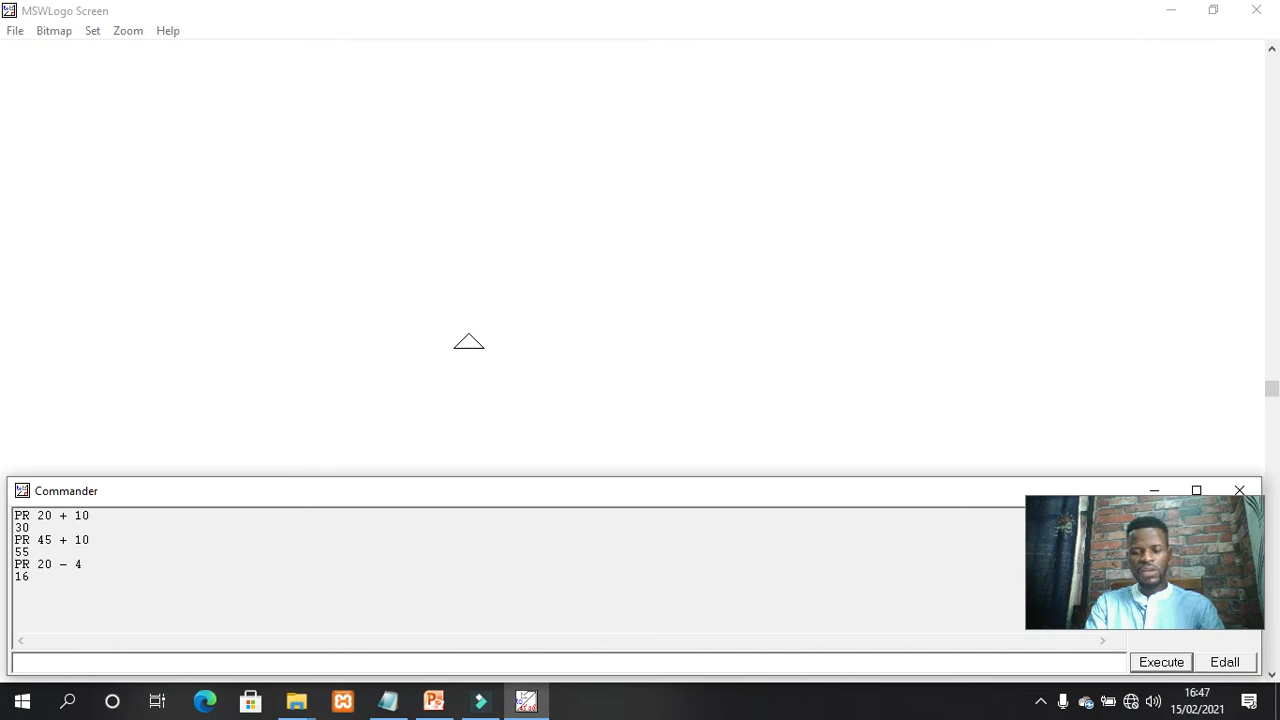 MSWLogo Screen
File Bitmap Set Zoom Help
Commander
PR 20 + 10
30
PR 45 + 10
55
PR 20 - 4
16
Execute Edall
16:47
15/02/2021